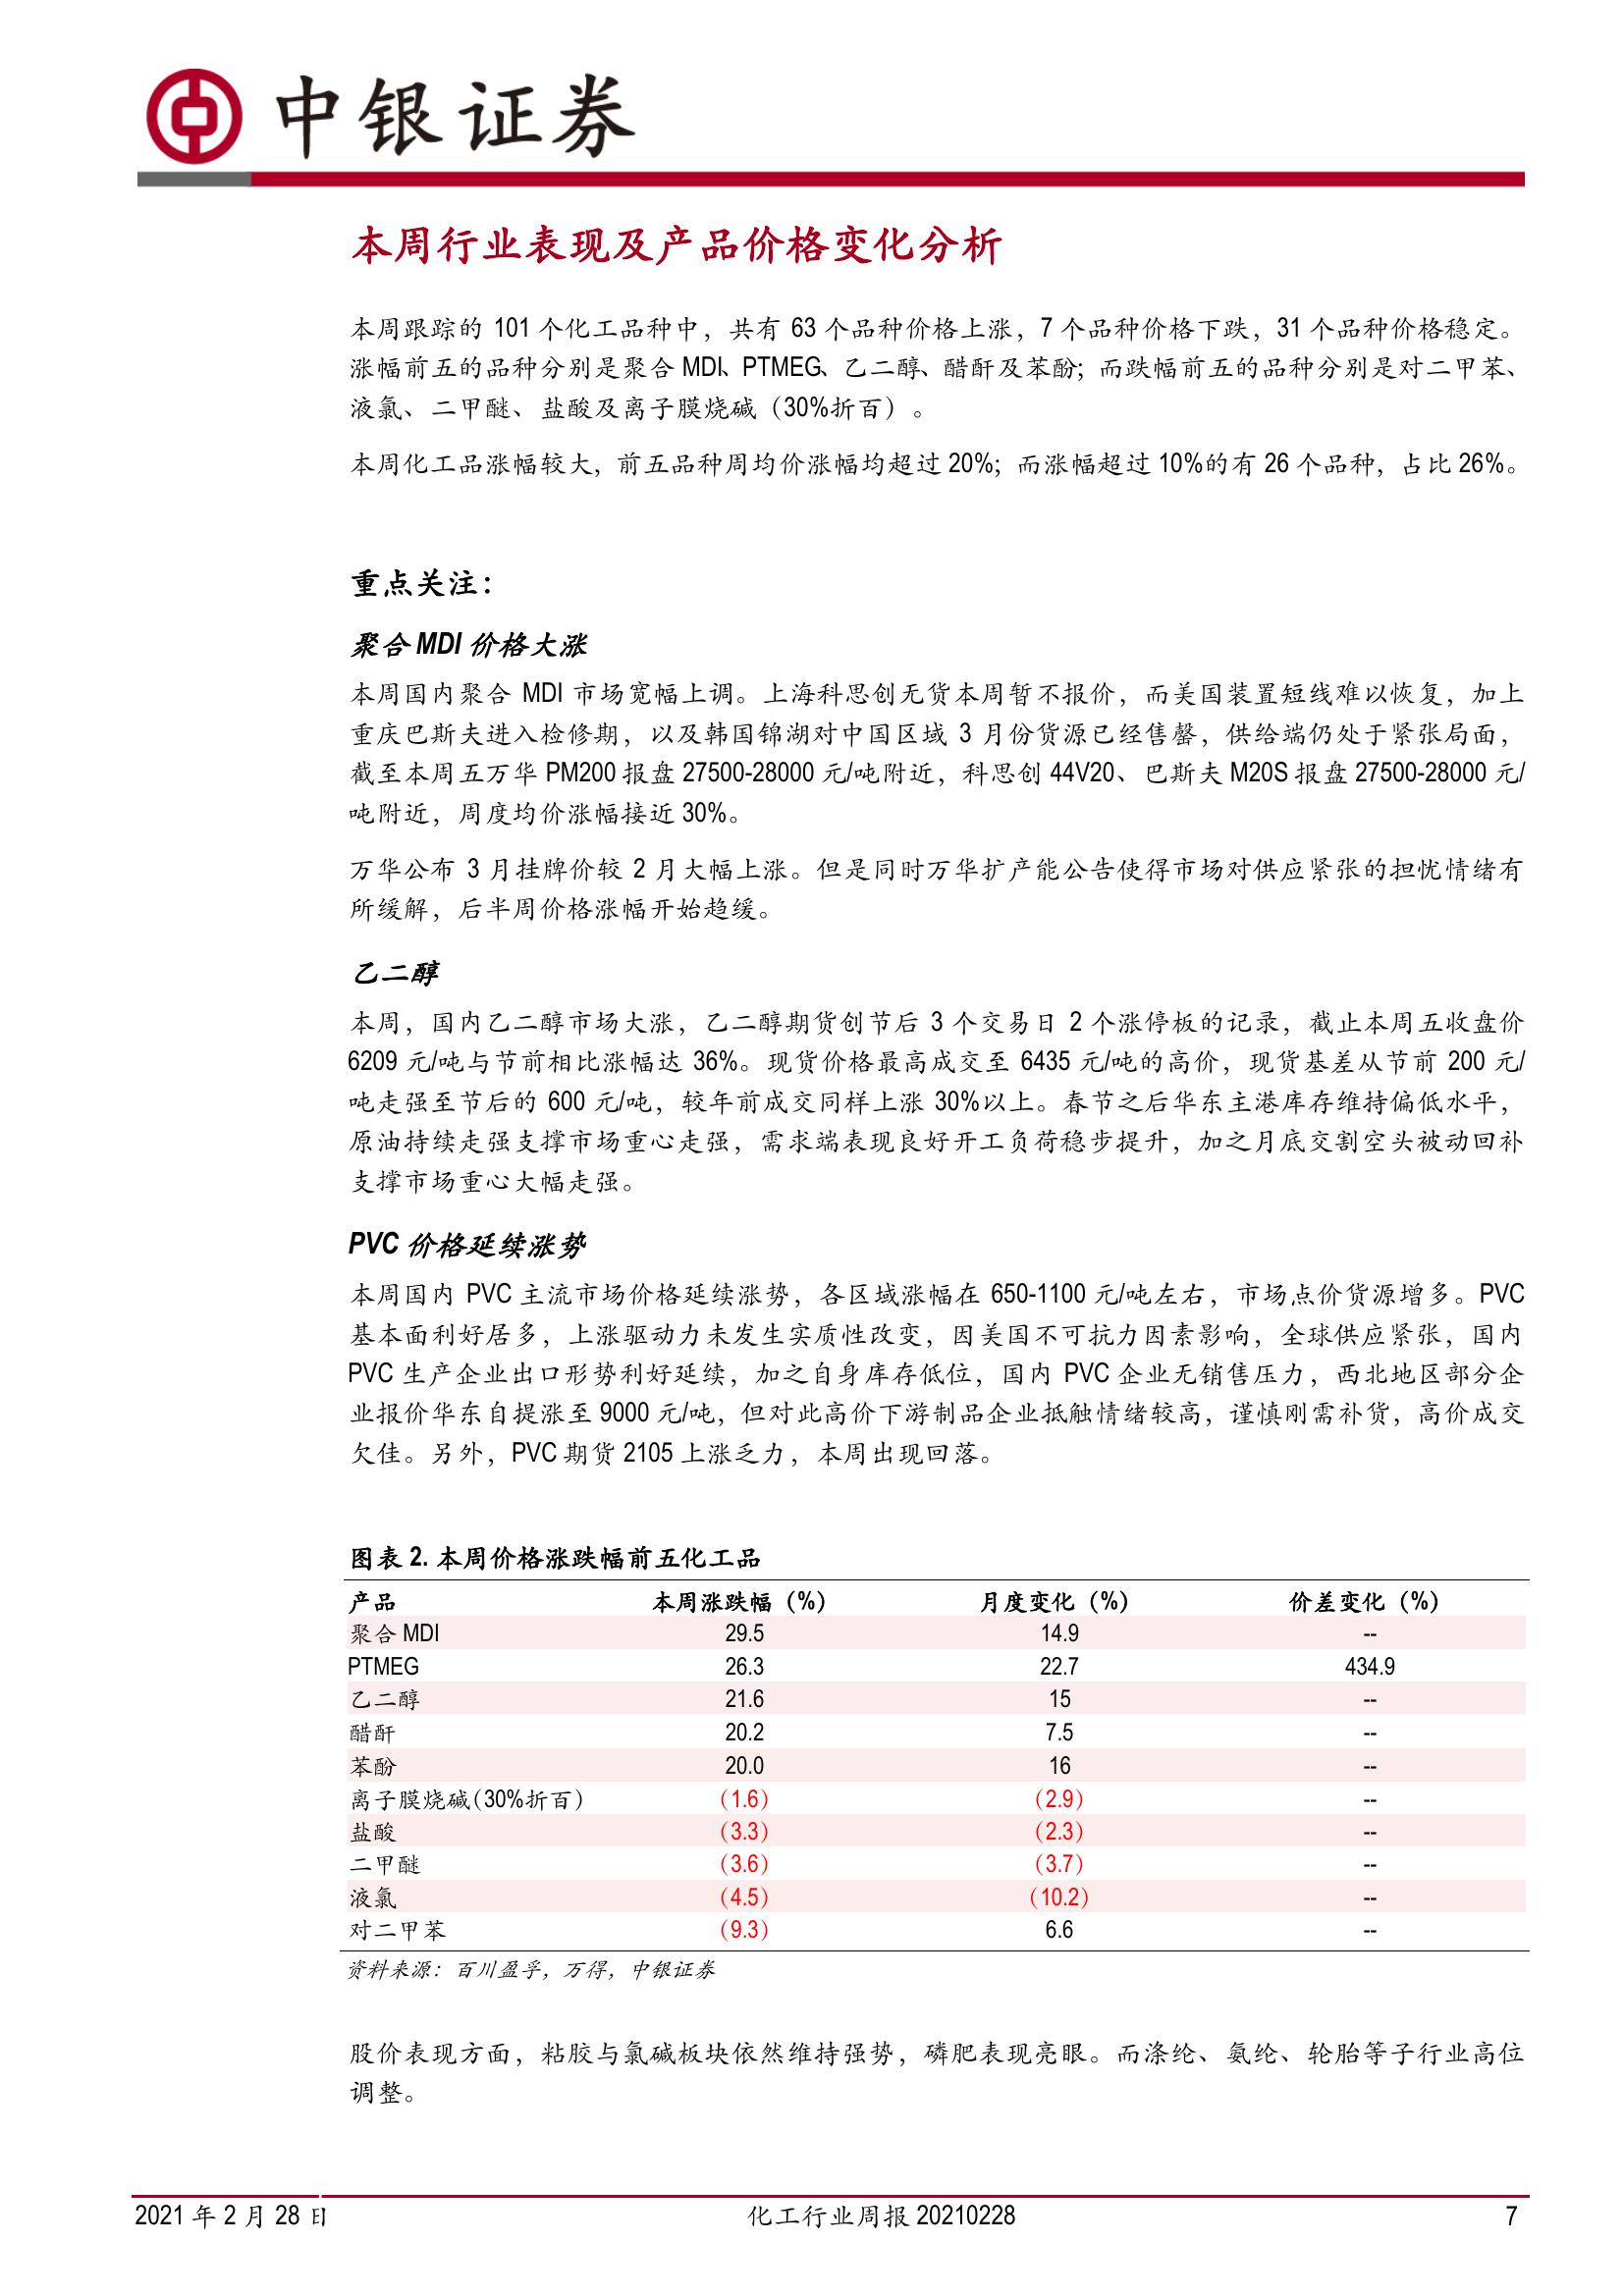 中银证券
本周行业表现及产品价格变化分析
本周跟踪的 101 个化工品种中，共有 63 个品种价格上涨，7 个品种价格下跌，31 个品种价格稳定。
涨幅前五的品种分别是聚合 MDI、PTMEG、乙二醇、醋酐及苯酚；而跌幅前五的品种分别是对二甲苯、
液氯、二甲醚、盐酸及离子膜烧碱（30%折百）。
本周化工品涨幅较大，前五品种周均价涨幅均超过 20%；而涨幅超过 10%的有 26 个品种，占比 26%。
重点关注：
聚合 MDI 价格大涨
本周国内聚合 MDI 市场宽幅上调。上海科思创无货本周暂不报价，而美国装置短线难以恢复，加上
重庆巴斯夫进入检修期，以及韩国锦湖对中国区域 3 月份货源已经售罄，供给端仍处于紧张局面，
截至本周五万华 PM200 报盘 27500-28000 元/吨附近，科思创 44V20、巴斯夫 M20S 报盘 27500-28000 元/
吨附近，周度均价涨幅接近 30%。
万华公布 3 月挂牌价较 2 月大幅上涨。但是同时万华扩产能公告使得市场对供应紧张的担忧情绪有
所缓解，后半周价格涨幅开始趋缓。
乙二醇
本周，国内乙二醇市场大涨，乙二醇期货创节后 3 个交易日 2 个涨停板的记录，截止本周五收盘价
6209 元/吨与节前相比涨幅达 36%。现货价格最高成交至 6435 元/吨的高价，现货基差从节前 200 元/
吨走强至节后的 600 元/吨，较年前成交同样上涨 30%以上。春节之后华东主港库存维持偏低水平，
原油持续走强支撑市场重心走强，需求端表现良好开工负荷稳步提升，加之月底交割空头被动回补
支撑市场重心大幅走强。
PVC 价格延续涨势
本周国内 PVC 主流市场价格延续涨势，各区域涨幅在 650-1100 元/吨左右，市场点价货源增多。PVC
基本面利好居多，上涨驱动力未发生实质性改变，因美国不可抗力因素影响，全球供应紧张，国内
PVC 生产企业出口形势利好延续，加之自身库存低位，国内 PVC 企业无销售压力，西北地区部分企
业报价华东自提涨至 9000 元/吨，但对此高价下游制品企业抵触情绪较高，谨慎刚需补货，高价成交
欠佳。另外，PVC 期货 2105 上涨乏力，本周出现回落。
图表 2. 本周价格涨跌幅前五化工品
产品 本周涨跌幅（%） 月度变化（%） 价差变化（%）
聚合 MDI 29.5 14.9 --
PTMEG 26.3 22.7 434.9
乙二醇 21.6 15 --
醋酐 20.2 7.5 --
苯酚 20.0 16 --
离子膜烧碱(30%折百) （1.6） （2.9） --
盐酸 （3.3） （2.3） --
二甲醚 （3.6） （3.7） --
液氯 （4.5） （10.2） --
对二甲苯 （9.3） 6.6 --
资料来源：百川盈孚，万得，中银证券
股价表现方面，粘胶与氯碱板块依然维持强势，磷肥表现亮眼。而涤纶、氨纶、轮胎等子行业高位
调整。
2021 年 2 月 28 日 化工行业周报 20210228 7